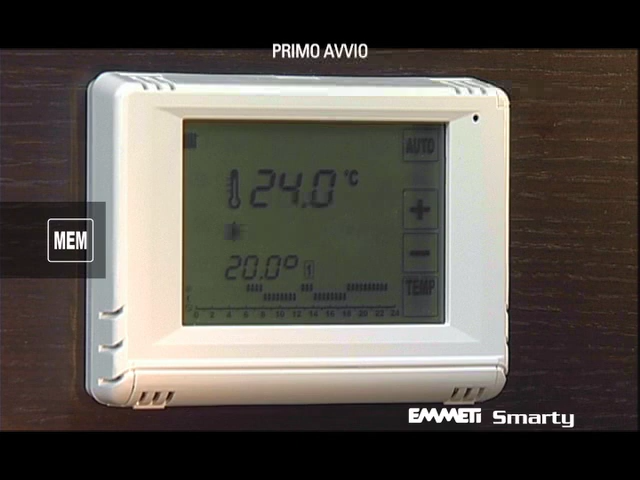 PRIMO AVVIO
AUTO
24.0 °C
+
MEM
20.0° 1
−
TEMP
0 2 4 6 8 10 12 14 16 18 20 22 24
EMMETI Smarty